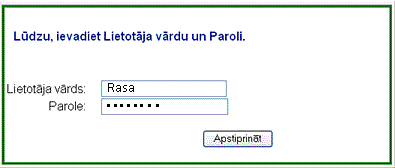 Lūdzu, ievadiet Lietotāja vārdu un Paroli.
Lietotāja vārds: Rasa
Parole: ••••••••
Apstiprināt